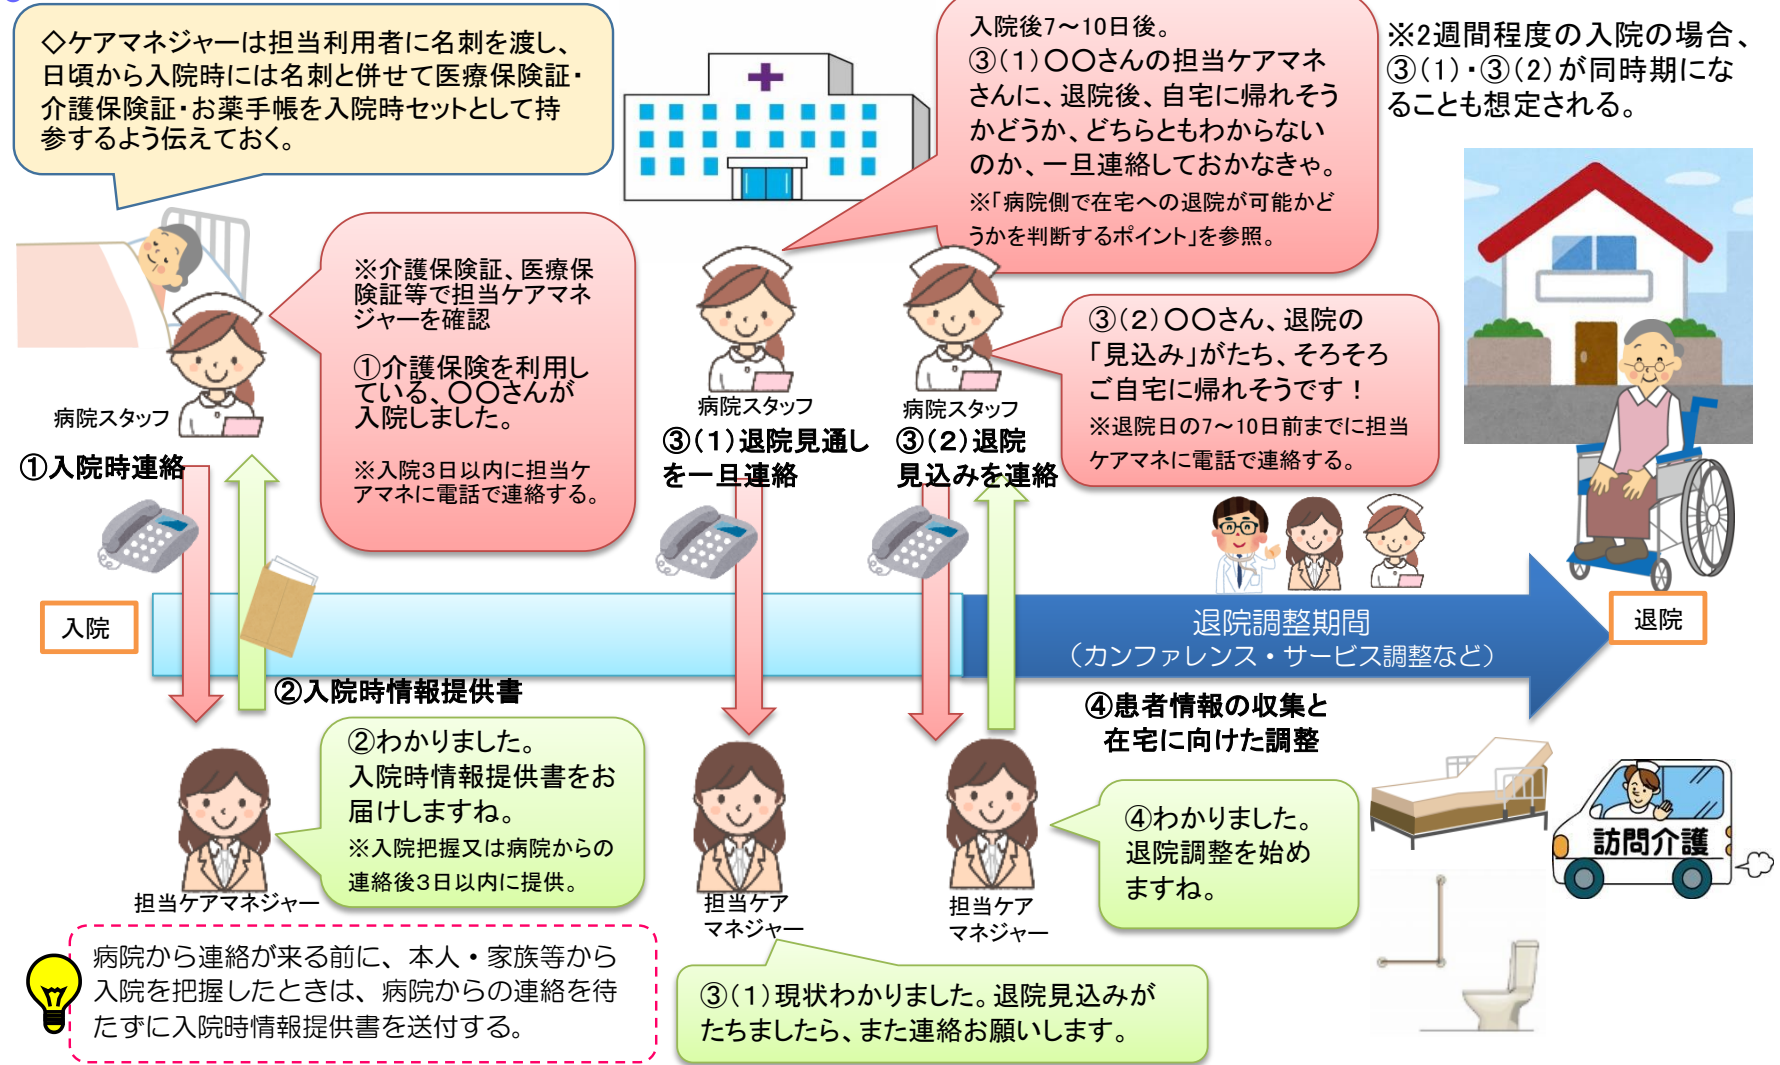 ◇ケアマネジャーは担当利用者に名刺を渡し、
日頃から入院時には名刺と併せて医療保険証・
介護保険証・お薬手帳を入院時セットとして持
参するよう伝えておく。
入院後7～10日後。
③(1)〇〇さんの担当ケアマネ
さんに、退院後、自宅に帰れそう
かどうか、どちらともわからない
のか、一旦連絡しておかなきゃ。
※「病院側で在宅への退院が可能かど
うかを判断するポイント」を参照。
※2週間程度の入院の場合、
③(1)・③(2)が同時期にな
ることも想定される。
※介護保険証、医療保
険証等で担当ケアマネ
ジャーを確認
①介護保険を利用し
ている、〇〇さんが
入院しました。
※入院3日以内に担当ケ
アマネに電話で連絡する。
③(2)〇〇さん、退院の
「見込み」がたち、そろそろ
ご自宅に帰れそうです！
※退院日の7～10日前までに担当
ケアマネに電話で連絡する。
病院スタッフ
①入院時連絡
病院スタッフ
③(1)退院見通し
を一旦連絡
病院スタッフ
③(2)退院
見込みを連絡
入院
退院調整期間
（カンファレンス・サービス調整など）
退院
②入院時情報提供書
④患者情報の収集と
在宅に向けた調整
②わかりました。
入院時情報提供書をお
届けしますね。
※入院把握又は病院からの
連絡後3日以内に提供。
④わかりました。
退院調整を始め
ますね。
訪問介護
担当ケアマネジャー
担当ケア
マネジャー
担当ケア
マネジャー
病院から連絡が来る前に、本人・家族等から
入院を把握したときは、病院からの連絡を待
たずに入院時情報提供書を送付する。
③(1)現状わかりました。退院見込みが
たちましたら、また連絡お願いします。